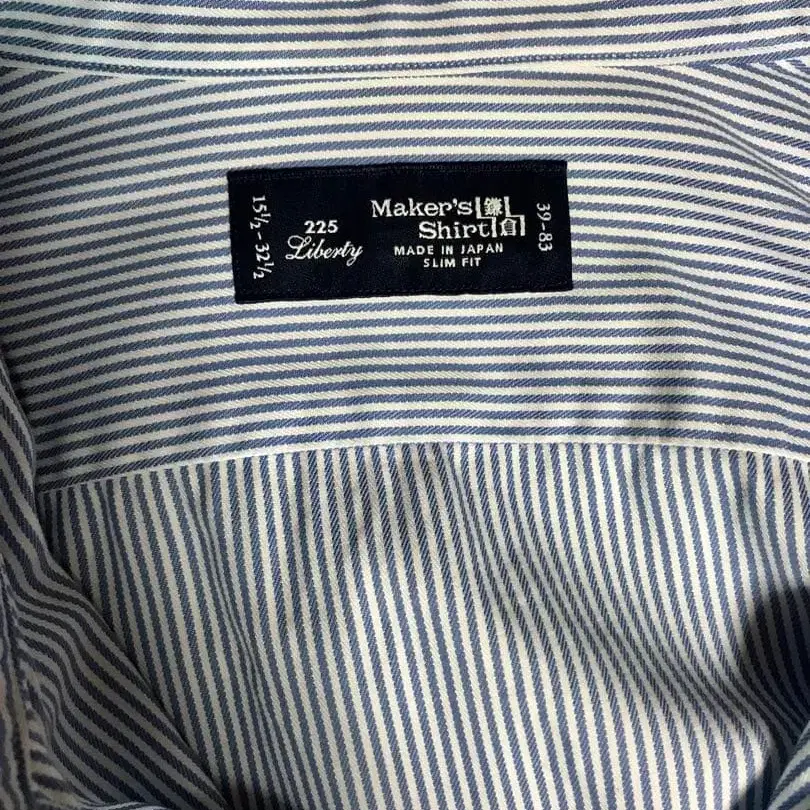 15½-32½
225
Liberty
Maker's 鎌
Shirt 倉
MADE IN JAPAN
SLIM FIT
39-83